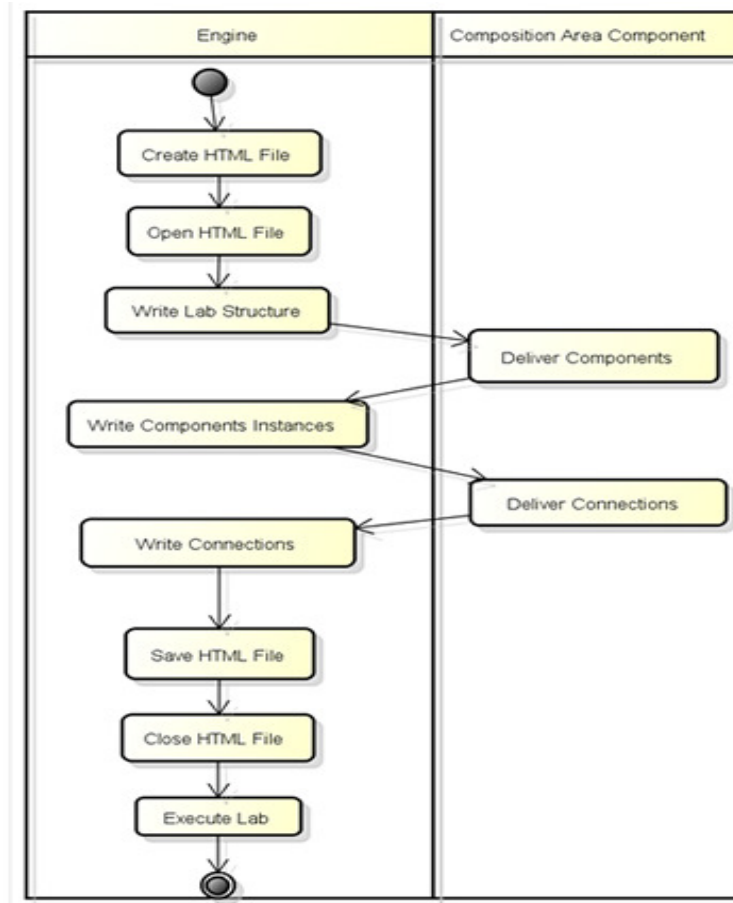 Engine
Composition Area Component
Create HTML File
Open HTML File
Write Lab Structure
Deliver Components
Write Components Instances
Deliver Connections
Write Connections
Save HTML File
Close HTML File
Execute Lab